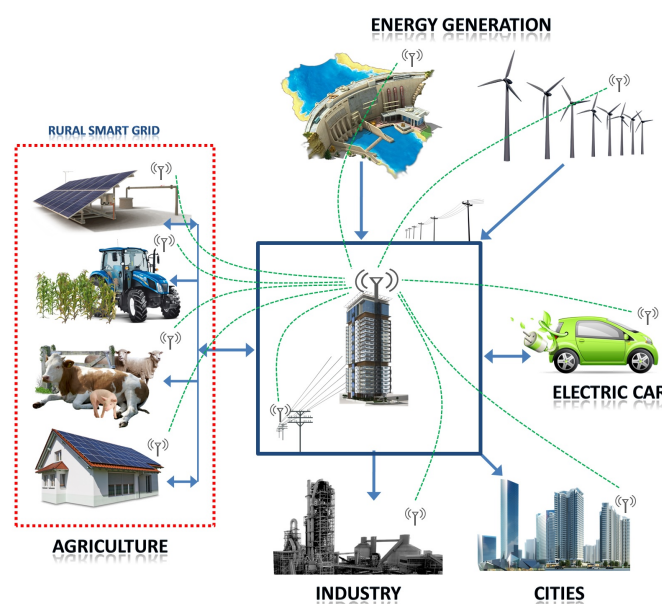 ENERGY GENERATION
RURAL SMART GRID
ELECTRIC CAR
AGRICULTURE
INDUSTRY
CITIES